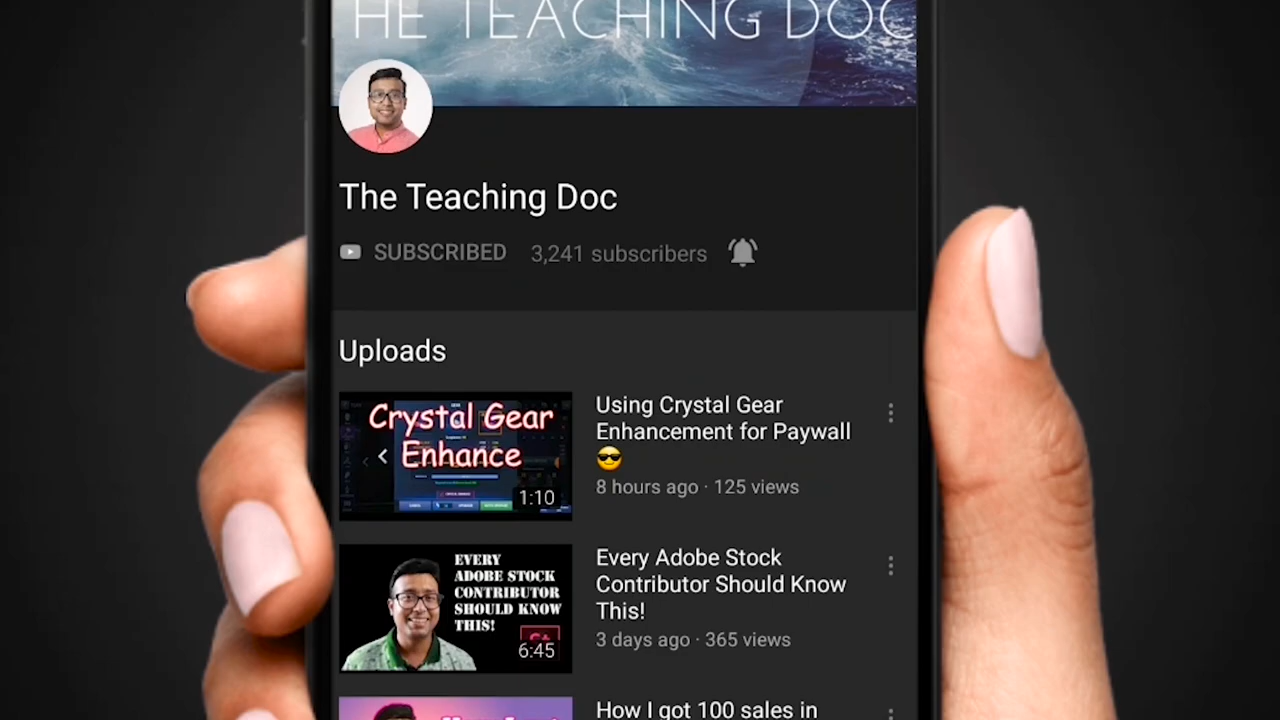 THE TEACHING DOC
The Teaching Doc
SUBSCRIBED 3,241 subscribers
Uploads
Crystal Gear
Enhance
1:10
Using Crystal Gear
Enhancement for Paywall
😎
8 hours ago · 125 views
EVERY
ADOBE STOCK
CONTRIBUTOR
SHOULD KNOW
THIS!
6:45
Every Adobe Stock
Contributor Should Know
This!
3 days ago · 365 views
How I got 100 sales in